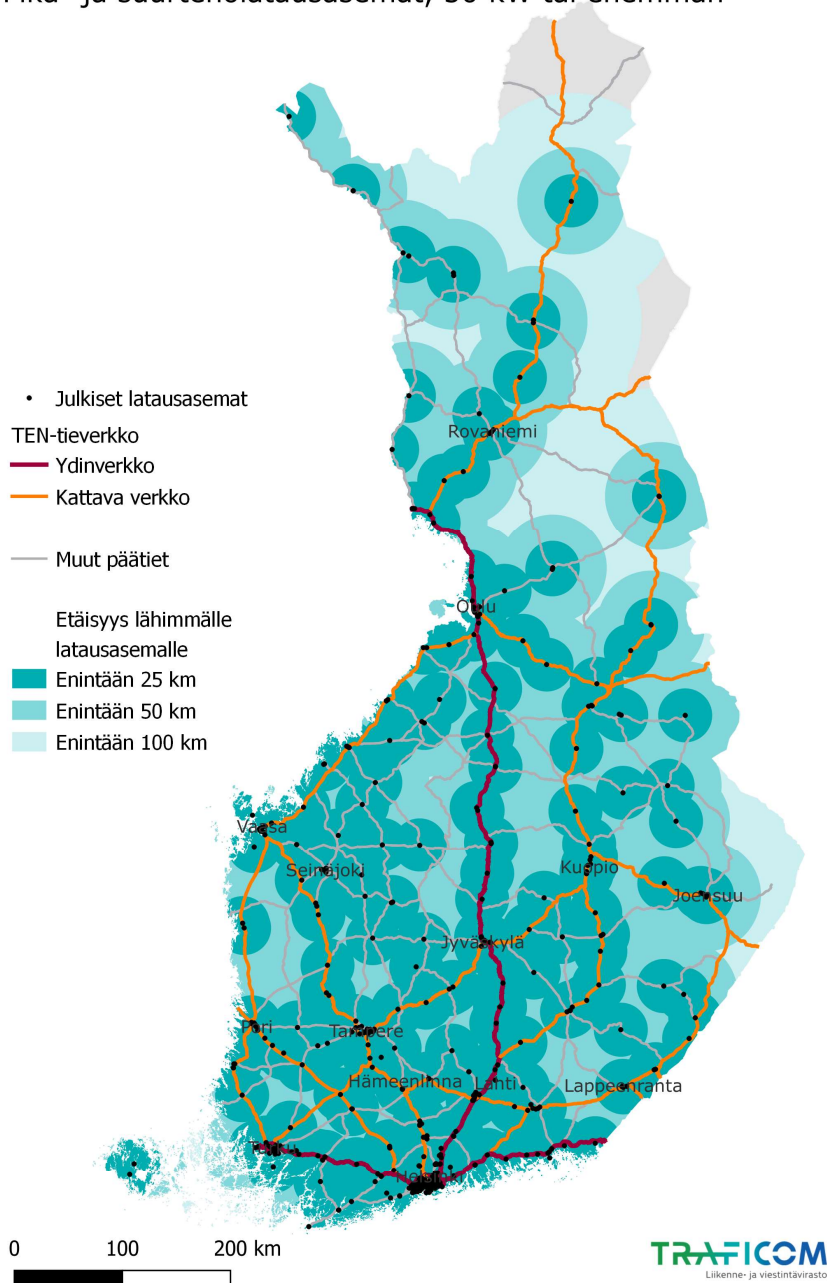 Pika- ja suurteholatausasemat, 50 kW tai enemmän
Julkiset latausasemat
TEN-tieverkko
Ydinverkko
Kattava verkko
Muut päätiet
Etäisyys lähimmälle
latausasemalle
Enintään 25 km
Enintään 50 km
Enintään 100 km
Rovaniemi
Oulu
Vaasa
Seinäjoki
Kuopio
Joensuu
Jyväskylä
Pori
Tampere
Hämeenlinna
Lahti
Lappeenranta
Turku
Helsinki
0 100 200 km
TRAFICOM
Liikenne- ja viestintävirasto